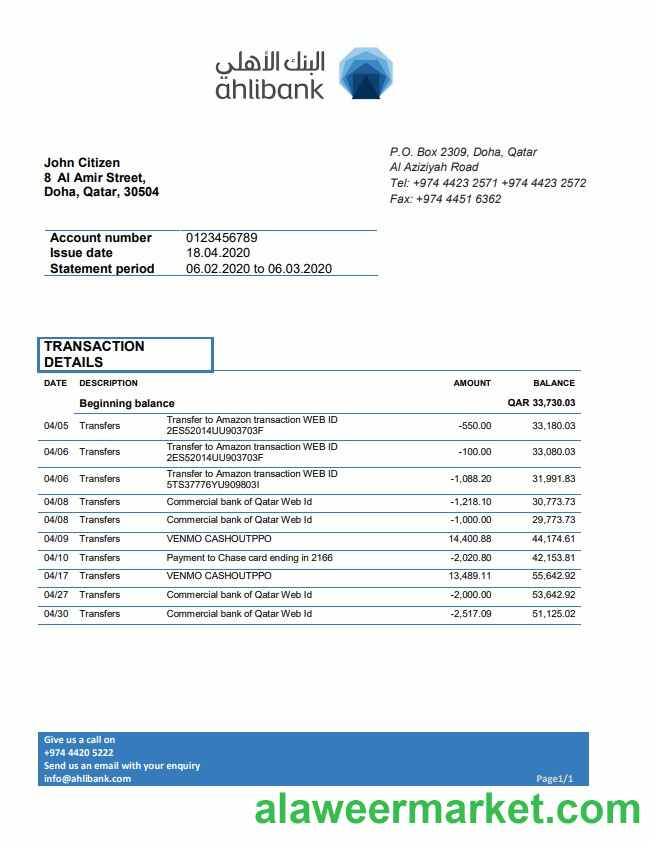 البنك الأهلي
ahlibank
John Citizen
8 Al Amir Street,
Doha, Qatar, 30504
P.O. Box 2309, Doha, Qatar
Al Aziziyah Road
Tel: +974 4423 2571 +974 4423 2572
Fax: +974 4451 6362
Account number 0123456789
Issue date 18.04.2020
Statement period 06.02.2020 to 06.03.2020
TRANSACTION
DETAILS
DATE DESCRIPTION AMOUNT BALANCE
Beginning balance QAR 33,730.03
04/05 Transfers Transfer to Amazon transaction WEB ID
2ES52014UU903703F -550.00 33,180.03
04/06 Transfers Transfer to Amazon transaction WEB ID
2ES52014UU903703F -100.00 33,080.03
04/06 Transfers Transfer to Amazon transaction WEB ID
5TS37776YU909803I -1,088.20 31,991.83
04/08 Transfers Commercial bank of Qatar Web Id -1,218.10 30,773.73
04/08 Transfers Commercial bank of Qatar Web Id -1,000.00 29,773.73
04/09 Transfers VENMO CASHOUTPPO 14,400.88 44,174.61
04/10 Transfers Payment to Chase card ending in 2166 -2,020.80 42,153.81
04/17 Transfers VENMO CASHOUTPPO 13,489.11 55,642.92
04/27 Transfers Commercial bank of Qatar Web Id -2,000.00 53,642.92
04/30 Transfers Commercial bank of Qatar Web Id -2,517.09 51,125.02
Give us a call on
+974 4420 5222
Send us an email with your enquiry
info@ahlibank.com Page1/1
alaweermarket.com